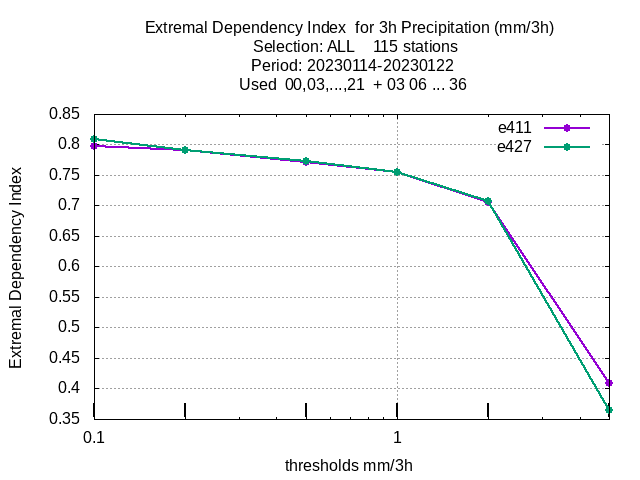 Extremal Dependency Index  for 3h Precipitation (mm/3h)
Selection: ALL    115 stations
Period: 20230114-20230122
Used  00,03,...,21  + 03 06 ... 36
e411
e427
0.85
0.8
0.75
0.7
0.65
0.6
0.55
0.5
0.45
0.4
0.35
Extremal Dependency Index
0.1
1
thresholds mm/3h